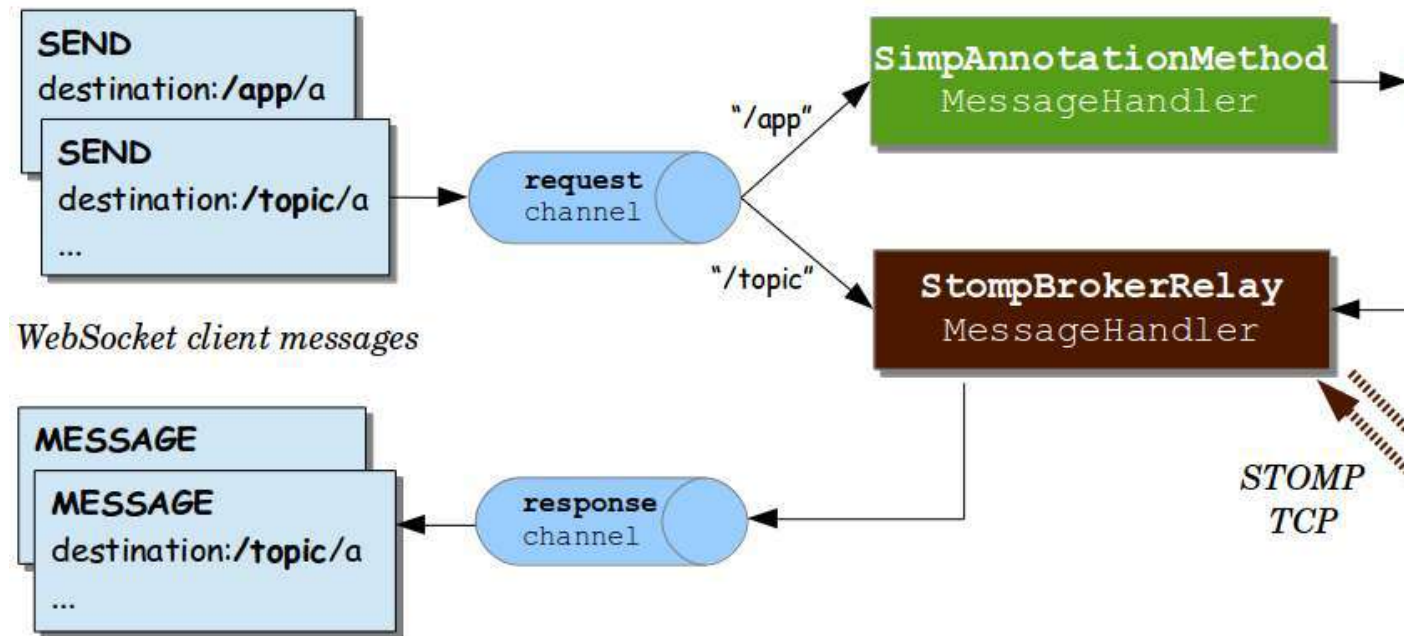 SEND
destination:/app/a
SEND
destination:/topic/a
...
WebSocket client messages
request
channel
"/app"
"/topic"
SimpAnnotationMethod
MessageHandler
StompBrokerRelay
MessageHandler
STOMP
TCP
response
channel
MESSAGE
MESSAGE
destination:/topic/a
...